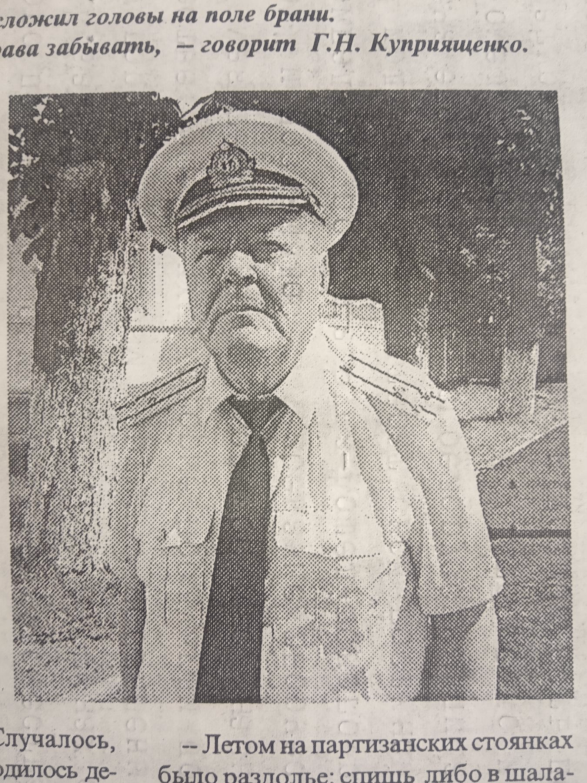 сложил головы на поле брани.
рава забывать, – говорит Г.Н. Куприященко.
Случалось,
одилось де-
– Летом на партизанских стоянках
было раздолье: спишь либо в шала-